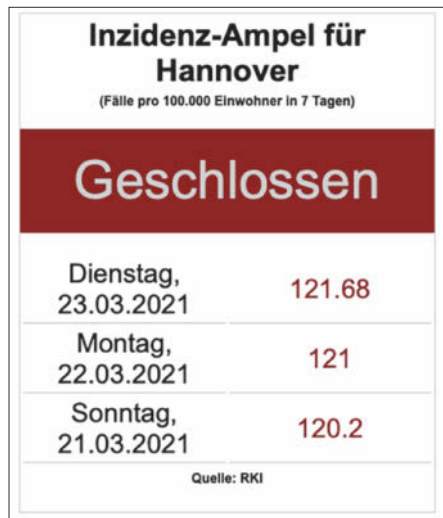 Inzidenz-Ampel für
Hannover
(Fälle pro 100.000 Einwohner in 7 Tagen)
Geschlossen
Dienstag,
23.03.2021
121.68
Montag,
22.03.2021
121
Sonntag,
21.03.2021
120.2
Quelle: RKI